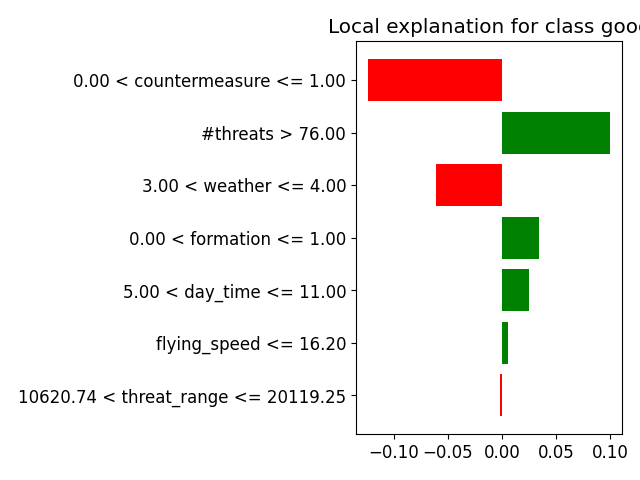 Local explanation for class good
0.00 < countermeasure <= 1.00
#threats > 76.00
3.00 < weather <= 4.00
0.00 < formation <= 1.00
5.00 < day_time <= 11.00
flying_speed <= 16.20
10620.74 < threat_range <= 20119.25
−0.10 −0.05 0.00 0.05 0.10